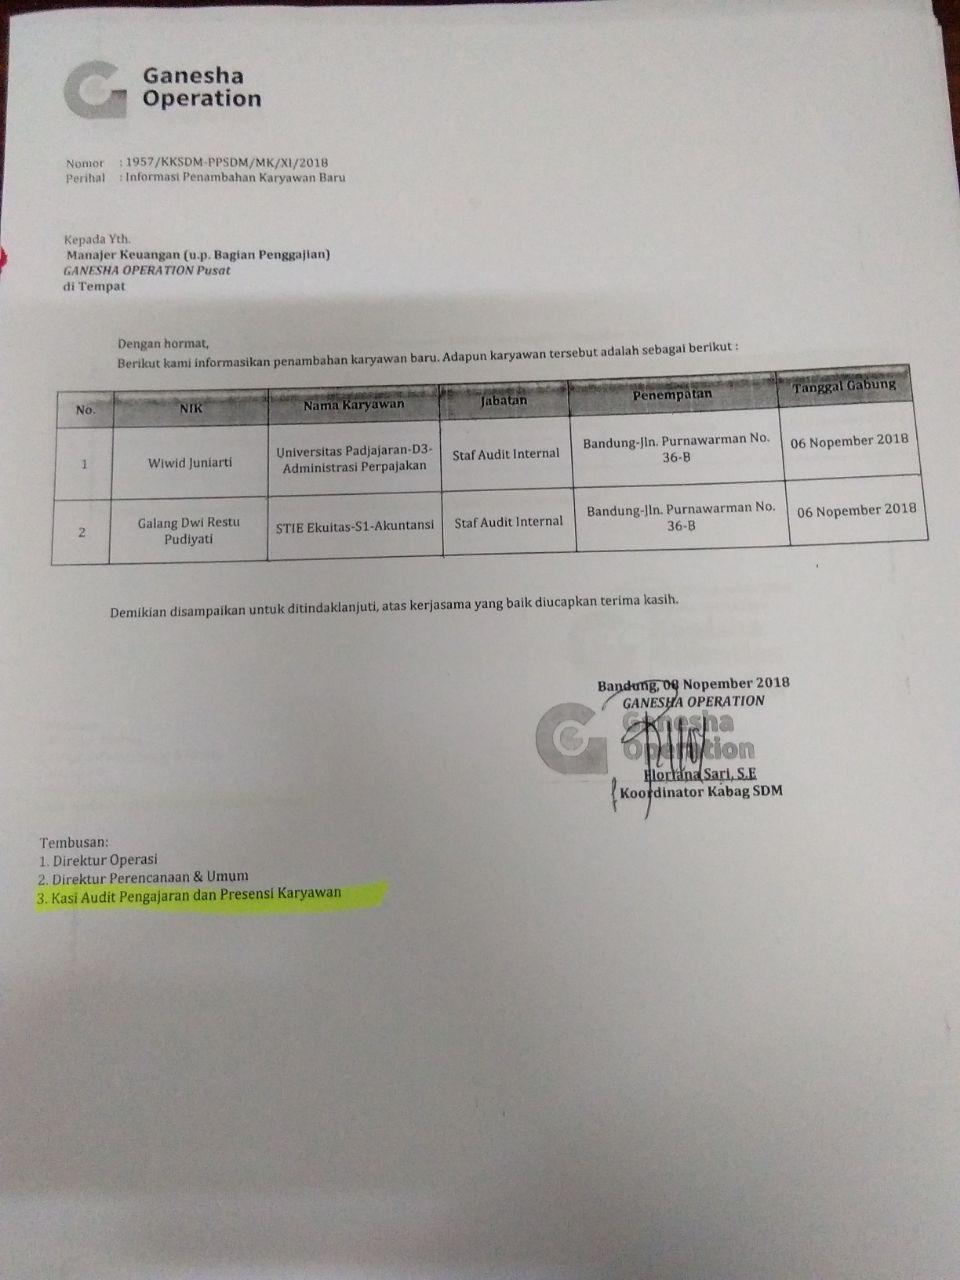 Ganesha
Operation
Nomor : 1957/KKSDM-PPSDM/MK/XI/2018
Perihal : Informasi Penambahan Karyawan Baru
Kepada Yth.
Manajer Keuangan (u.p. Bagian Penggajian)
GANESHA OPERATION Pusat
di Tempat
Dengan hormat,
Berikut kami informasikan penambahan karyawan baru. Adapun karyawan tersebut adalah sebagai berikut :
No. NIK Nama Karyawan Jabatan Penempatan Tanggal Gabung
1 Wiwid Juniarti Universitas Padjajaran-D3-Administrasi Perpajakan Staf Audit Internal Bandung-Jln. Purnawarman No. 36-B 06 Nopember 2018
2 Galang Dwi Restu Pudiyati STIE Ekuitas-S1-Akuntansi Staf Audit Internal Bandung-Jln. Purnawarman No. 36-B 06 Nopember 2018
Demikian disampaikan untuk ditindaklanjuti, atas kerjasama yang baik diucapkan terima kasih.
Bandung, 08 Nopember 2018
GANESHA OPERATION
Ganesha
Operation
Floriana Sari, S.E
Koordinator Kabag SDM
Tembusan:
1. Direktur Operasi
2. Direktur Perencanaan & Umum
3. Kasi Audit Pengajaran dan Presensi Karyawan